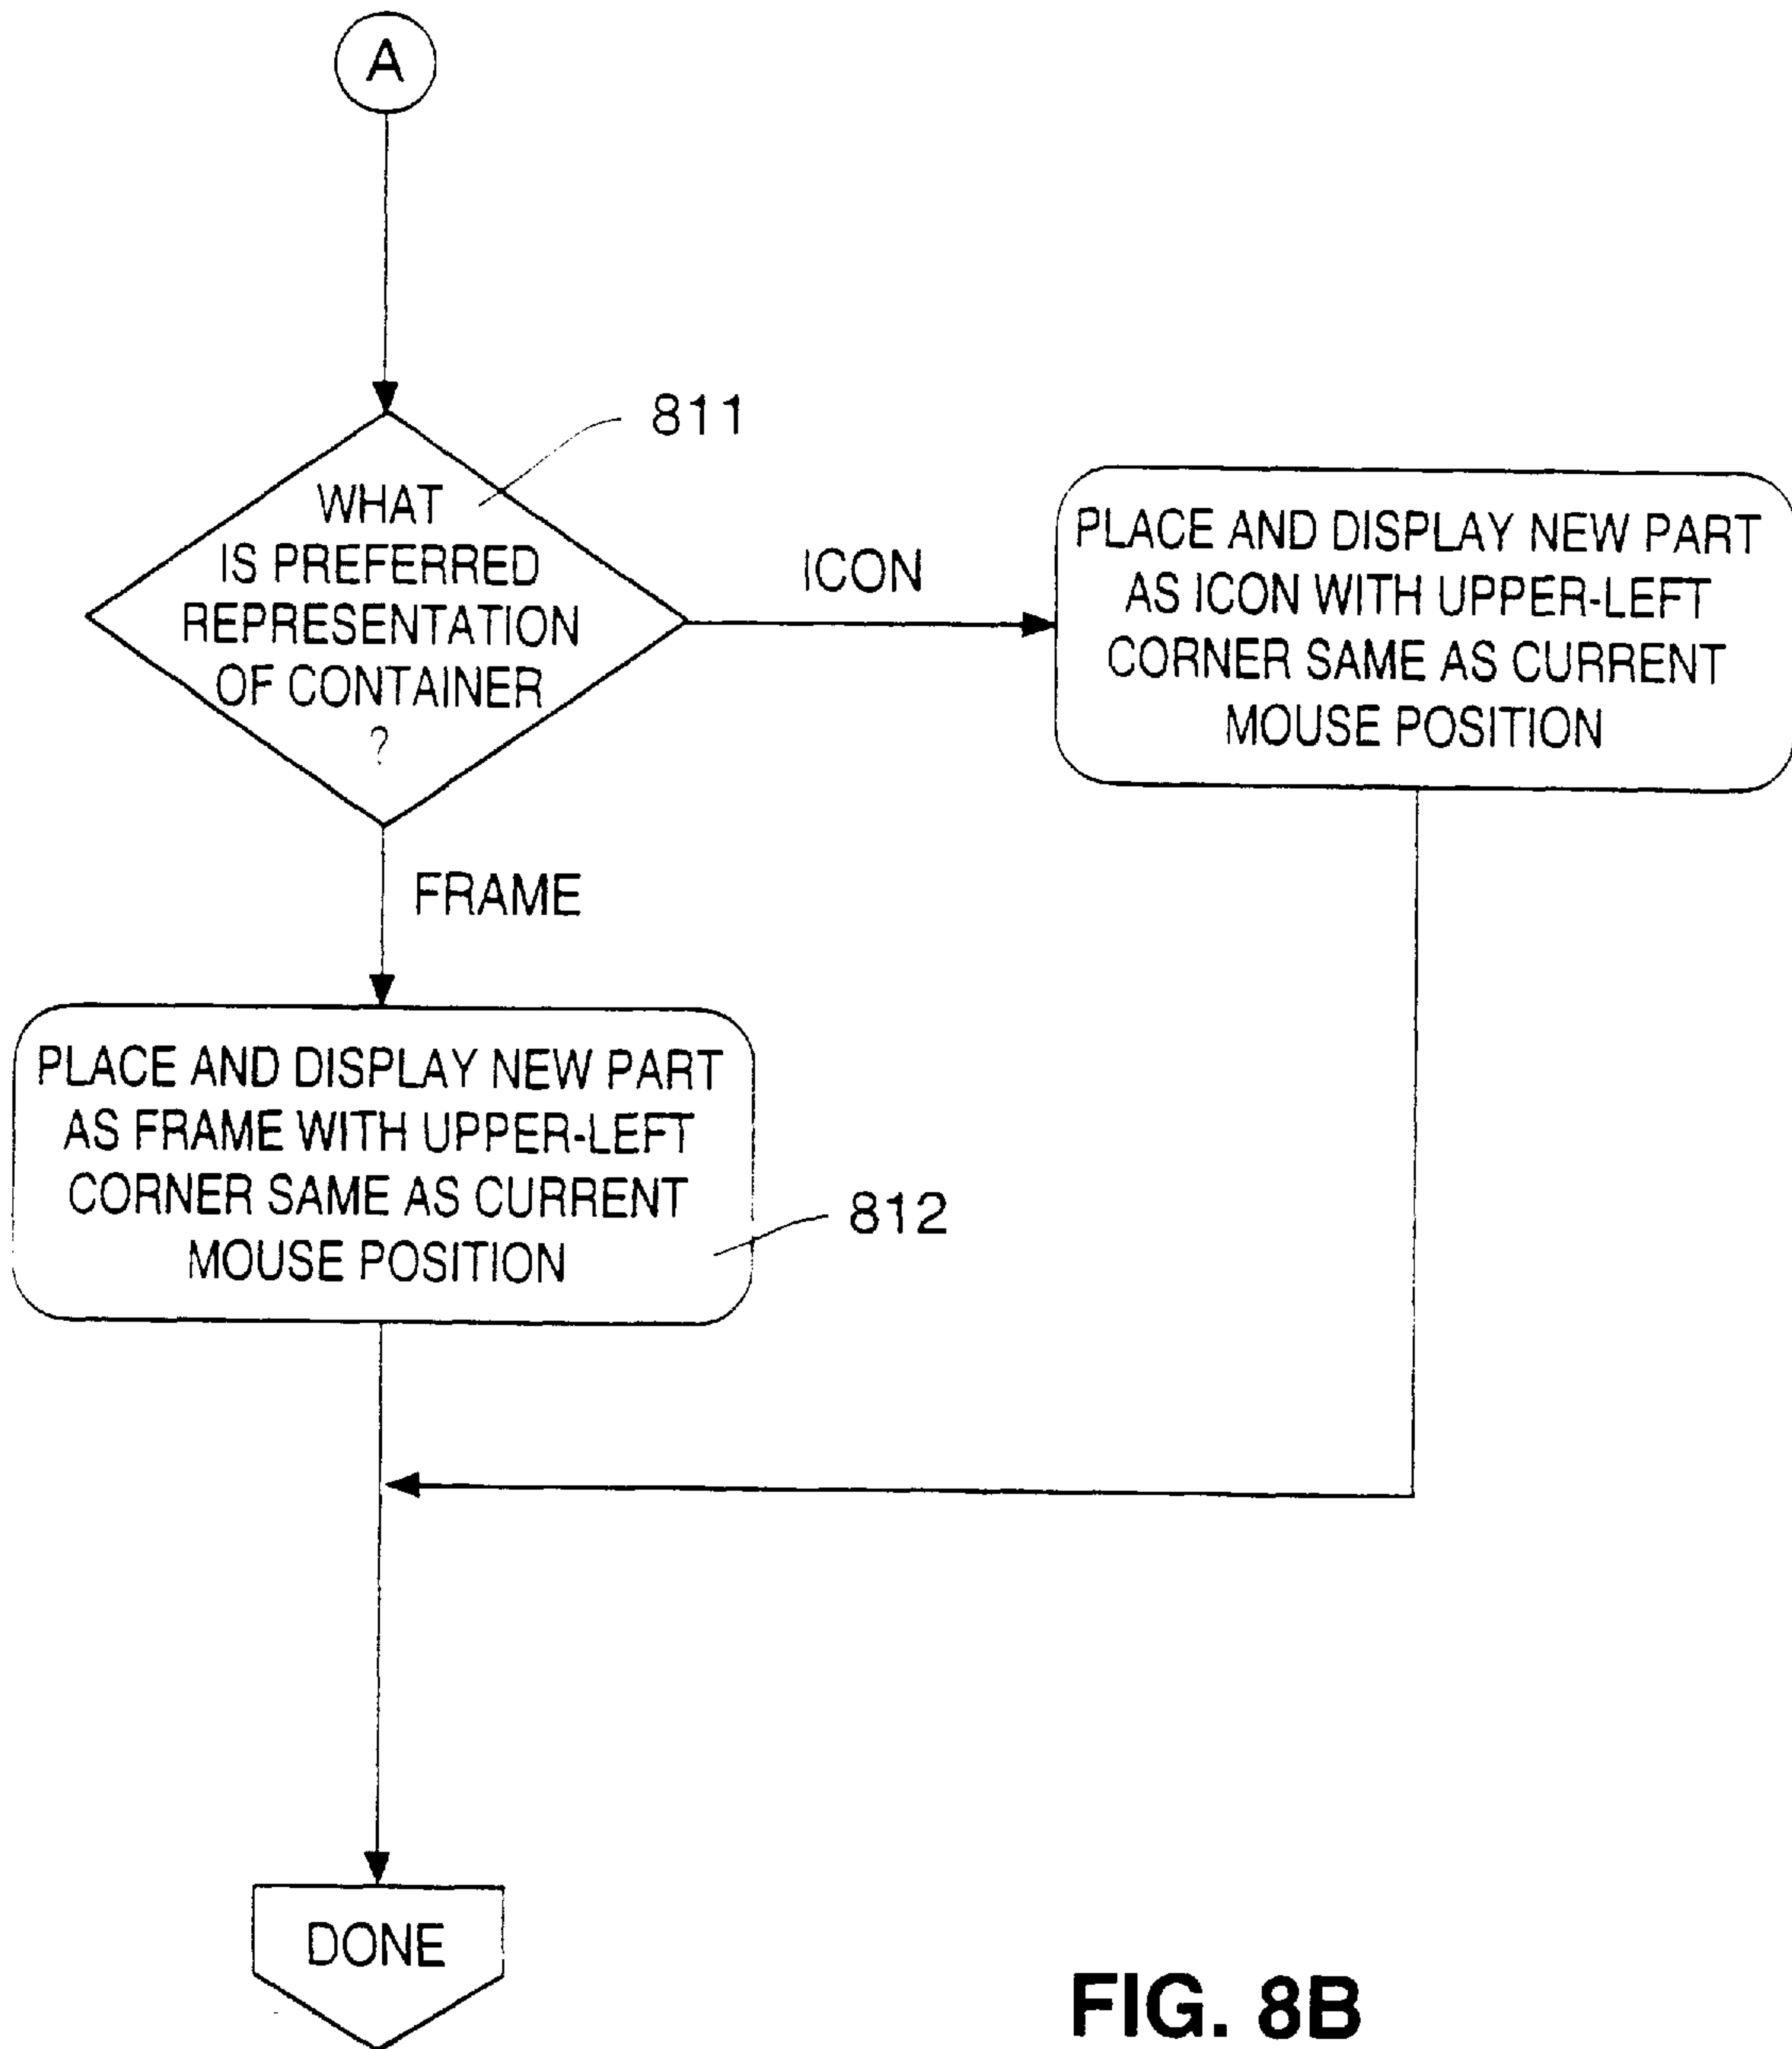 A
811
WHAT
IS PREFERRED
REPRESENTATION
OF CONTAINER
?
ICON
PLACE AND DISPLAY NEW PART
AS ICON WITH UPPER-LEFT
CORNER SAME AS CURRENT
MOUSE POSITION
FRAME
PLACE AND DISPLAY NEW PART
AS FRAME WITH UPPER-LEFT
CORNER SAME AS CURRENT
MOUSE POSITION
812
DONE
FIG. 8B